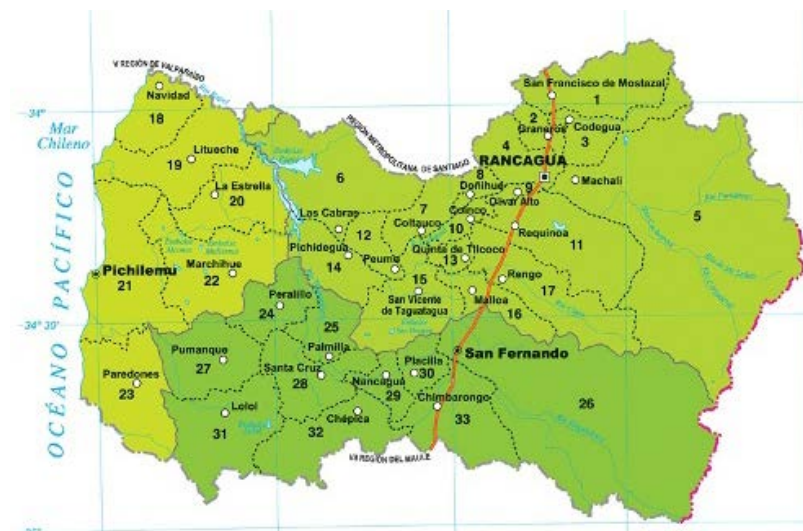 V REGIÓN DE VALPARAÍSO
Navidad
18
-34°
Mar
Chileno
19
Litueche
La Estrella
20
San Francisco de Mostazal
1
2
Graneros
Codegua
3
4
REGIÓN METROPOLITANA DE SANTIAGO
RANCAGUA
6
8
Doñihue
9
Olivar Alto
Machalí
5
7
Las Cabras
12
Coltauco
10
Coinco
Requinoa
11
Pichidegua
14
Peumo
Quinta de Tilcoco
13
OCÉANO PACÍFICO
Pichilemu
21
Marchihue
22
15
San Vicente
de Taguatagua
Malloa
Rengo
17
16
Peralillo
24
-34° 30'
25
Palmilla
Pumanque
27
Santa Cruz
28
Nancagua
29
Placilla
30
San Fernando
26
Paredones
23
Lolol
31
Chépica
32
Chimbarongo
33
VII REGIÓN DEL MAULE